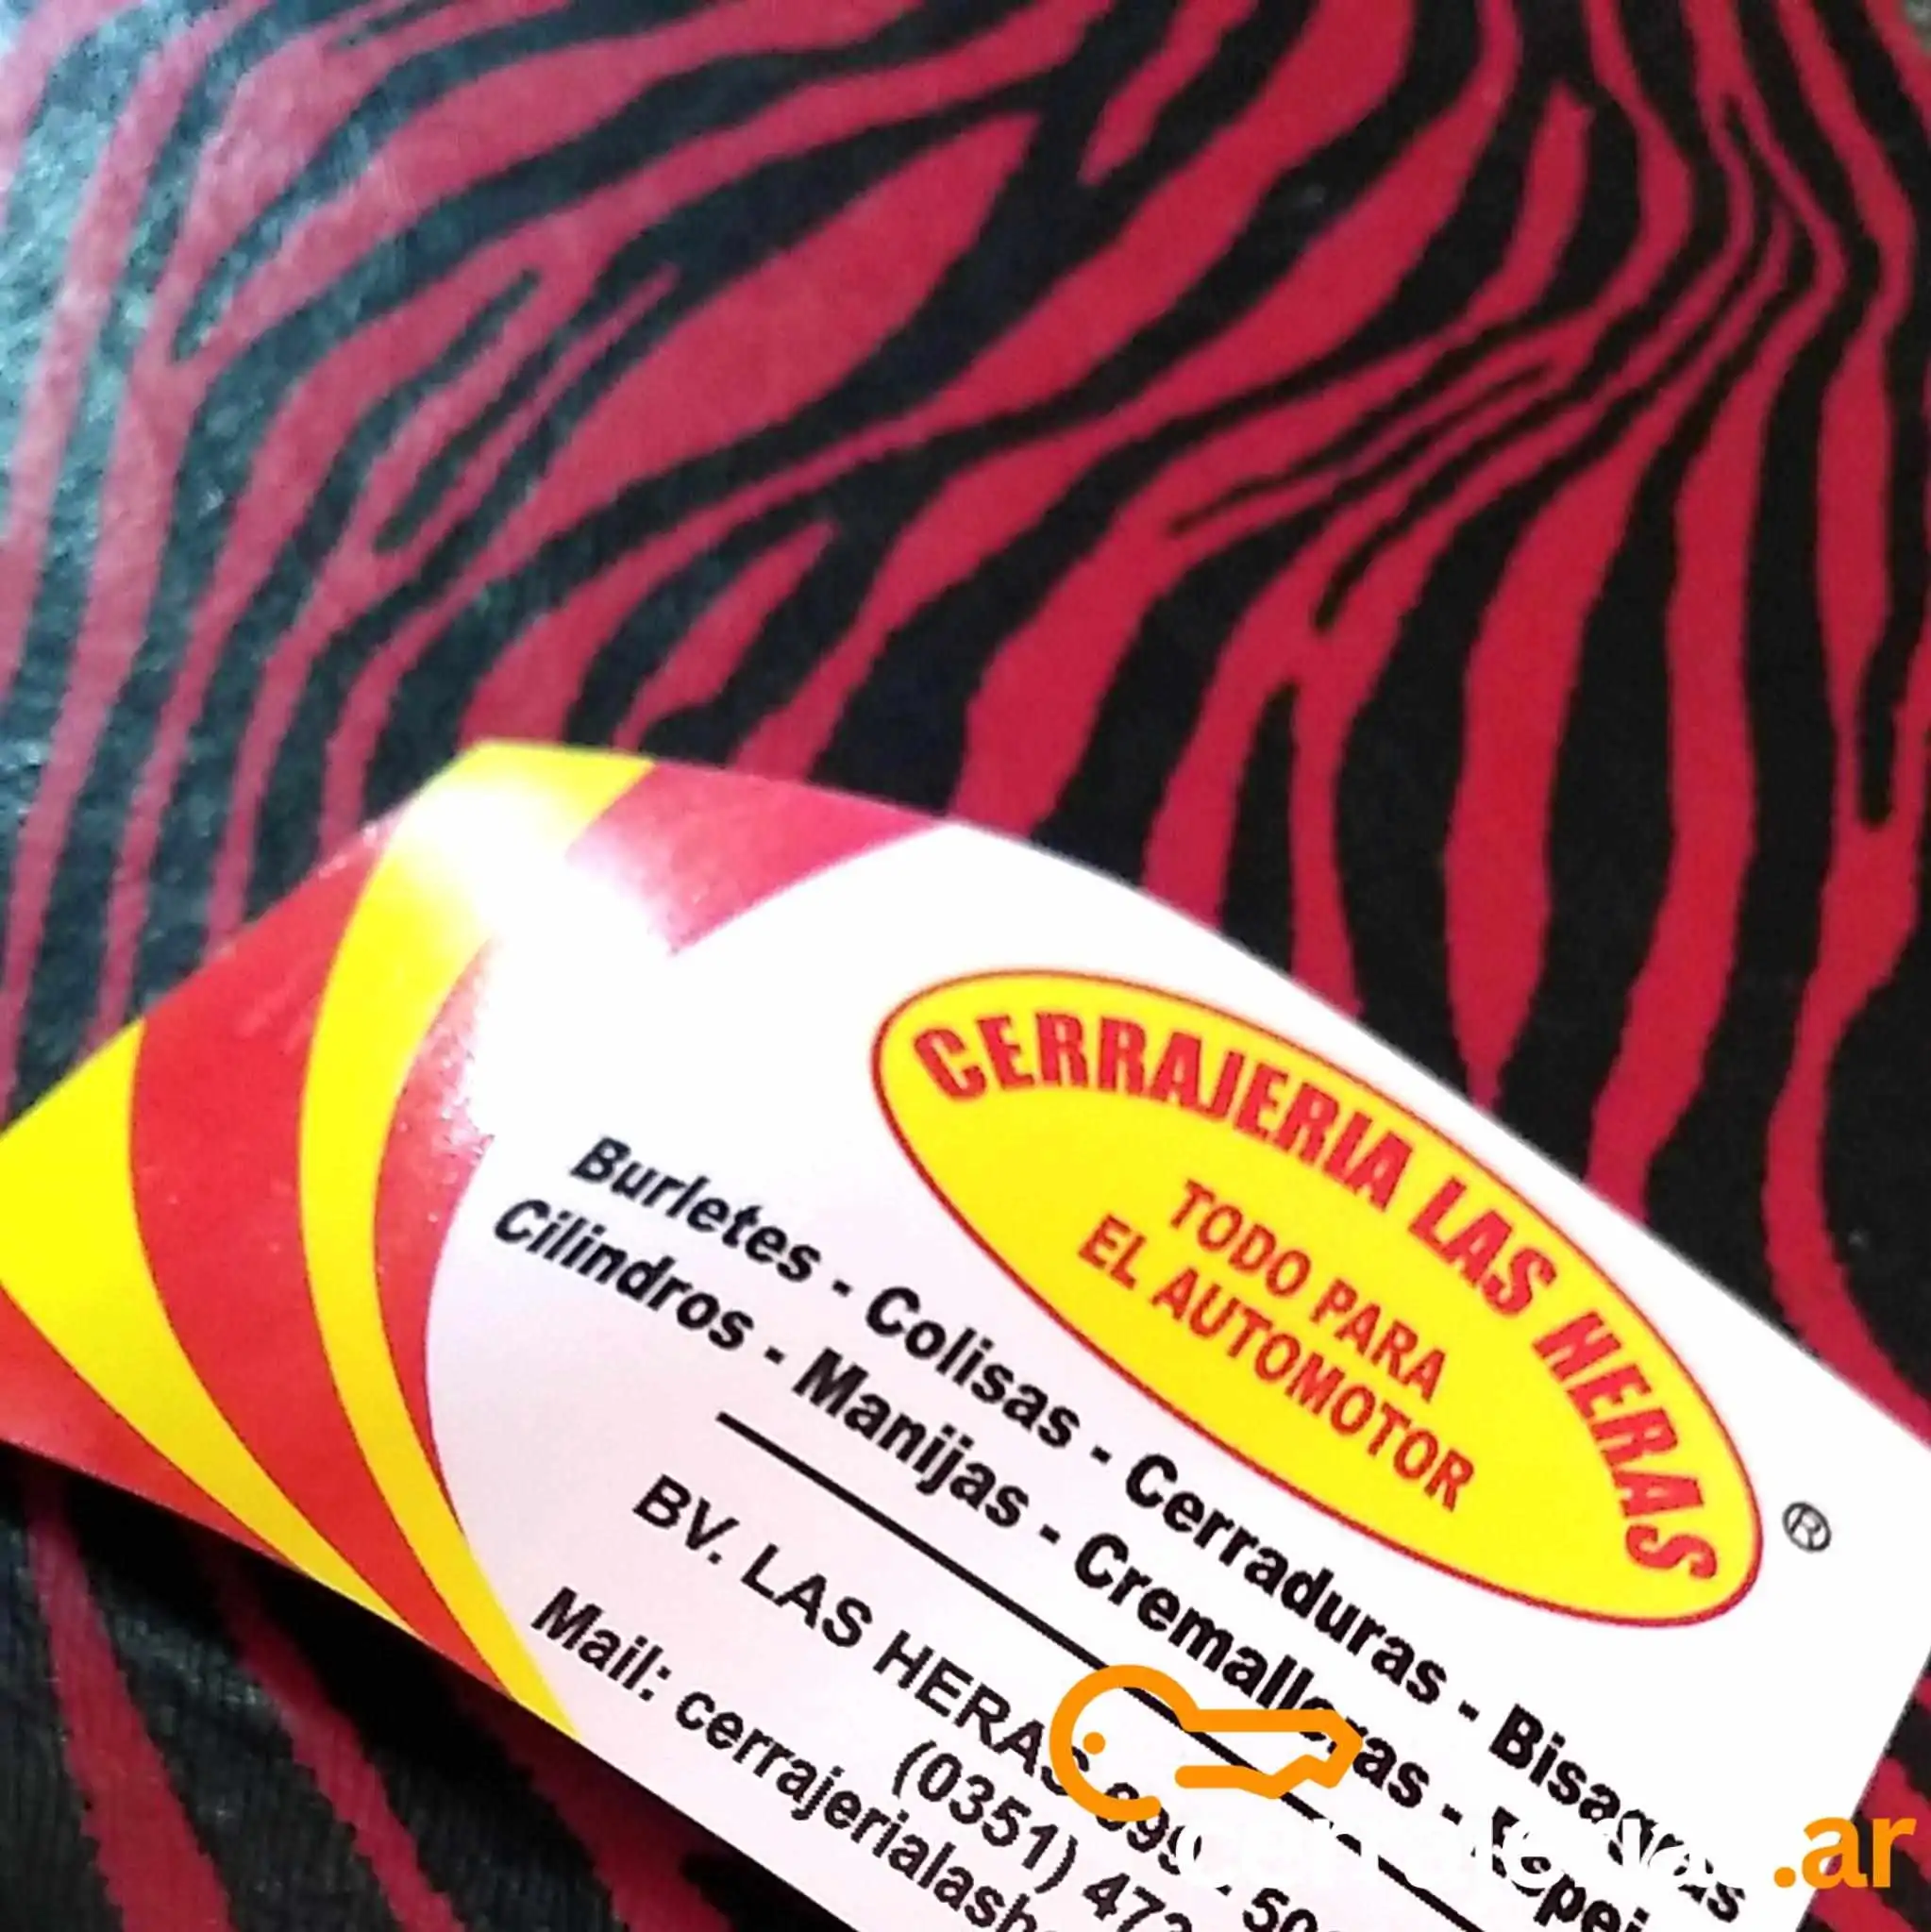 CERRAJERIA LAS HERAS
TODO PARA
EL AUTOMOTOR
®
Burletes - Colisas - Cerraduras - Bisagras
Cilindros - Manijas - Cremalleras -
BV. LAS HERAS
(0351)
Mail:
.ar